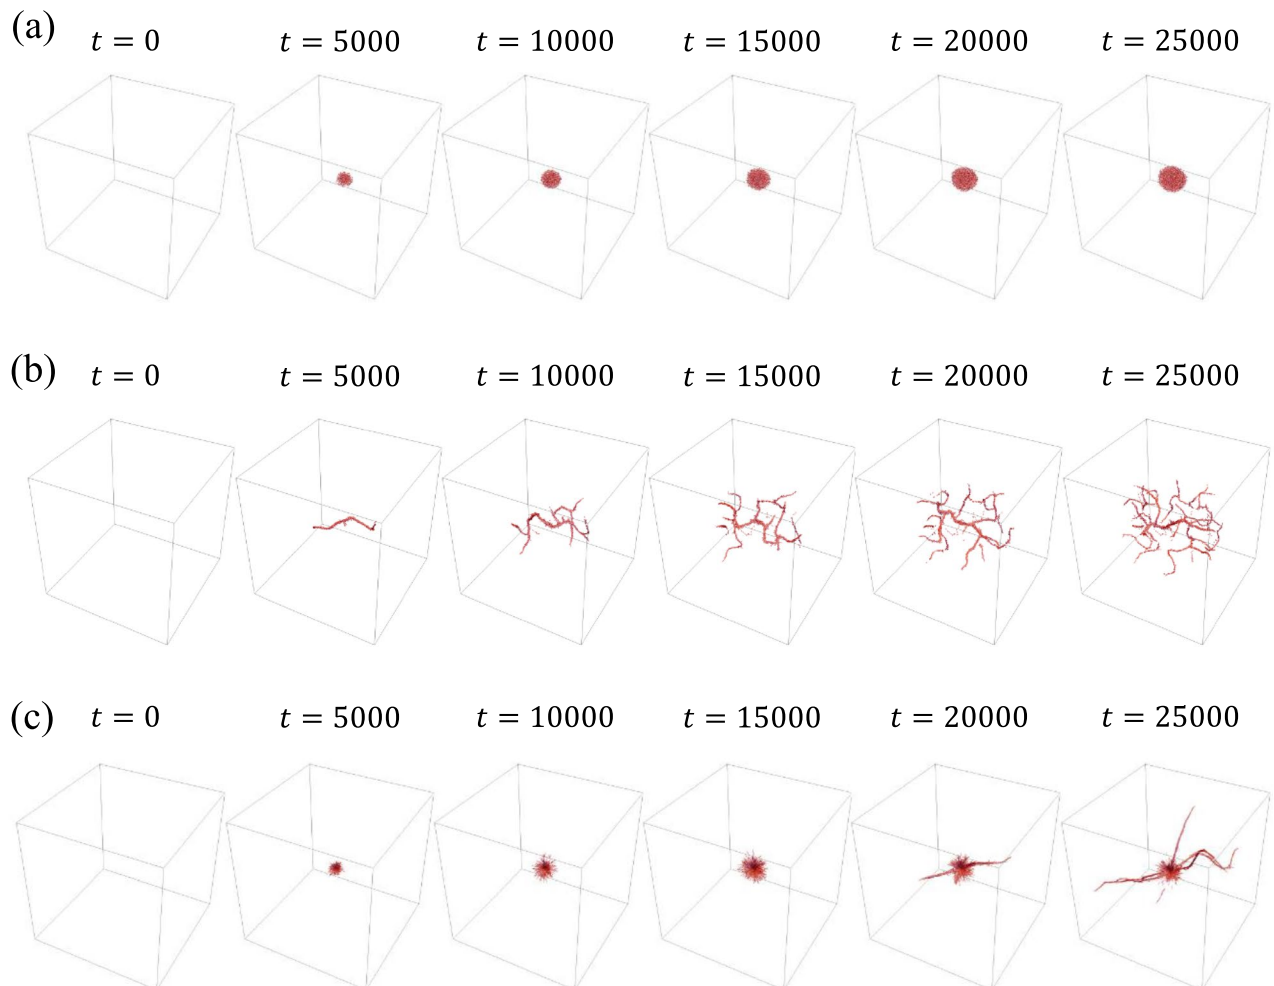 (a)
t = 0 t = 5000 t = 10000 t = 15000 t = 20000 t = 25000
(b)
t = 0 t = 5000 t = 10000 t = 15000 t = 20000 t = 25000
(c)
t = 0 t = 5000 t = 10000 t = 15000 t = 20000 t = 25000